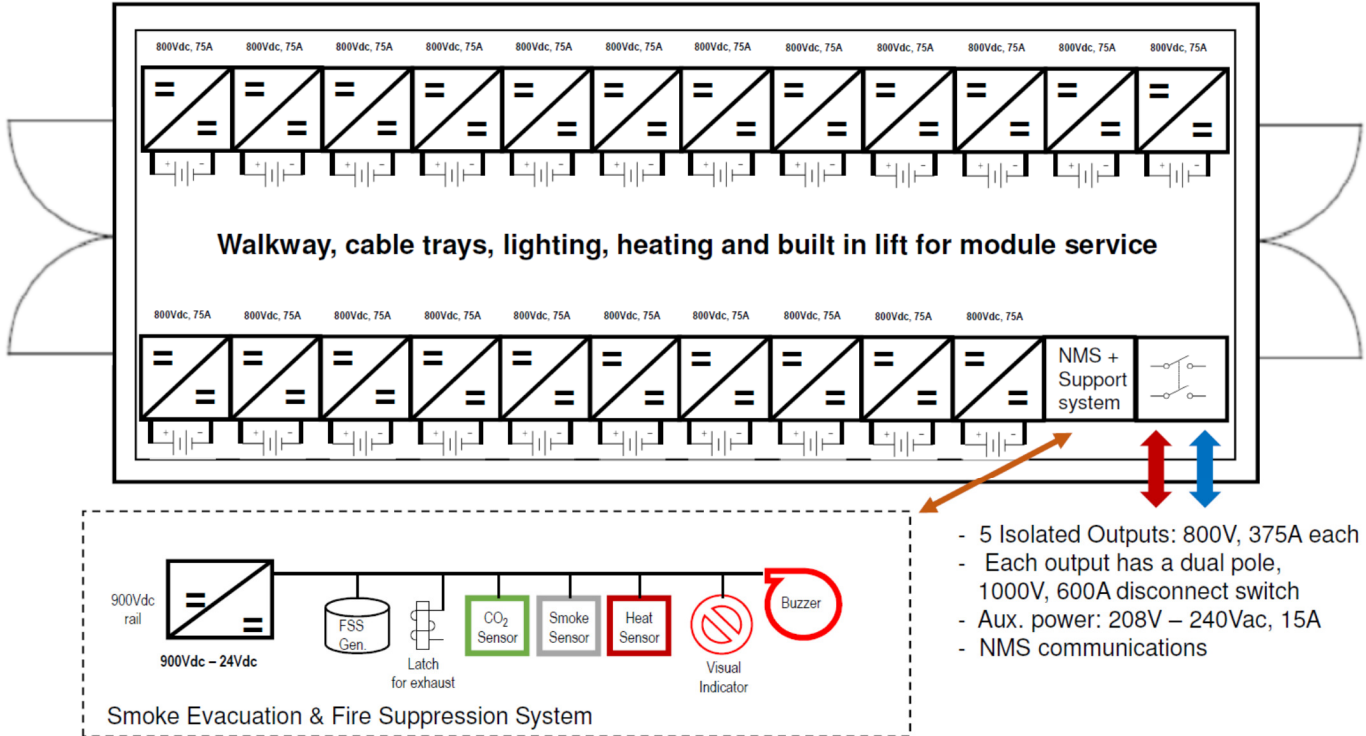 800Vdc, 75A 800Vdc, 75A 800Vdc, 75A 800Vdc, 75A 800Vdc, 75A 800Vdc, 75A 800Vdc, 75A 800Vdc, 75A 800Vdc, 75A 800Vdc, 75A 800Vdc, 75A 800Vdc, 75A
Walkway, cable trays, lighting, heating and built in lift for module service
800Vdc, 75A 800Vdc, 75A 800Vdc, 75A 800Vdc, 75A 800Vdc, 75A 800Vdc, 75A 800Vdc, 75A 800Vdc, 75A 800Vdc, 75A 800Vdc, 75A
NMS +
Support
system
- 5 Isolated Outputs: 800V, 375A each
- Each output has a dual pole,
1000V, 600A disconnect switch
- Aux. power: 208V – 240Vac, 15A
- NMS communications
900Vdc
rail
900Vdc – 24Vdc
FSS
Gen.
Latch
for exhaust
CO₂
Sensor
Smoke
Sensor
Heat
Sensor
Visual
Indicator
Buzzer
Smoke Evacuation & Fire Suppression System